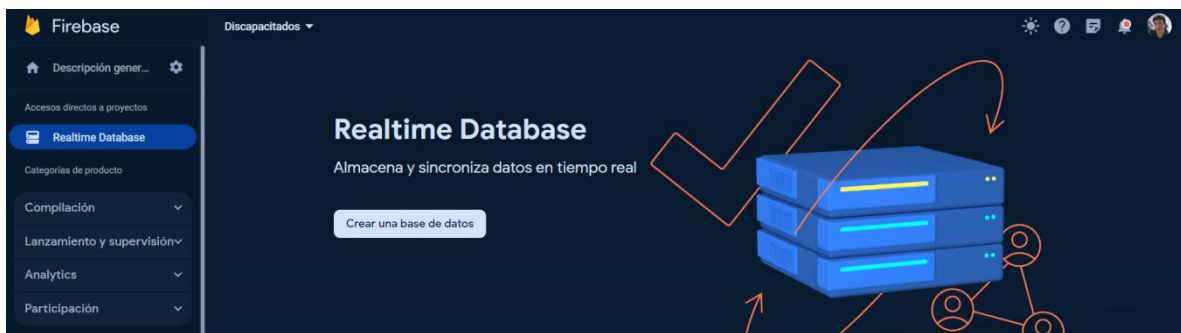 Firebase
Discapacitados
Descripción gener...
Accesos directos a proyectos
Realtime Database
Categorías de producto
Compilación
Lanzamiento y supervisión
Analytics
Participación
Realtime Database
Almacena y sincroniza datos en tiempo real
Crear una base de datos